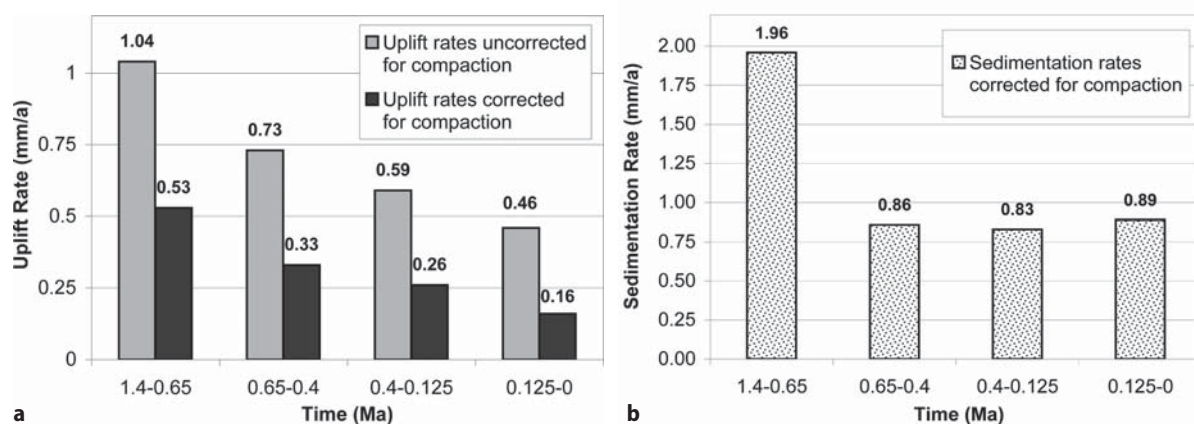 1.04
0.53
0.73
0.33
0.59
0.26
0.46
0.16
Uplift rates uncorrected
for compaction
Uplift rates corrected
for compaction
1
0.75
0.5
0.25
0
Uplift Rate (mm/a)
1.4-0.65
0.65-0.4
0.4-0.125
0.125-0
Time (Ma)
a
1.96
0.86
0.83
0.89
Sedimentation rates
corrected for compaction
2.00
1.75
1.50
1.25
1.00
0.75
0.50
0.25
0.00
Sedimentation Rate (mm/a)
1.4-0.65
0.65-0.4
0.4-0.125
0.125-0
Time (Ma)
b